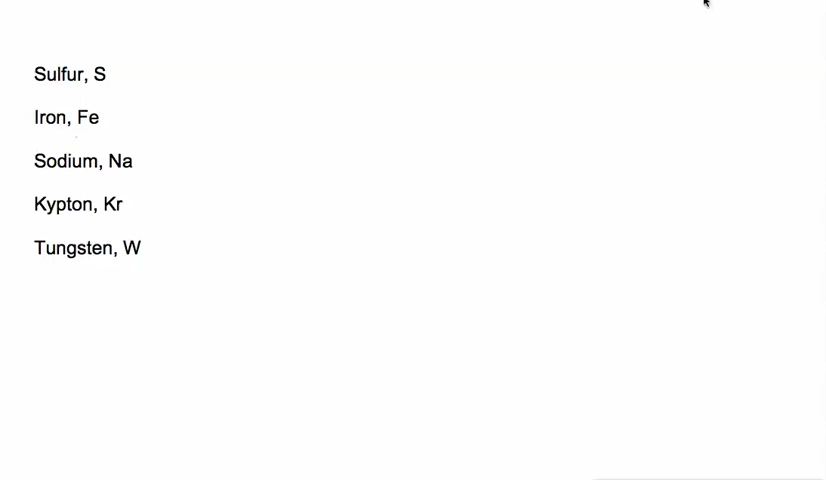 Sulfur, S
Iron, Fe
Sodium, Na
Kypton, Kr
Tungsten, W